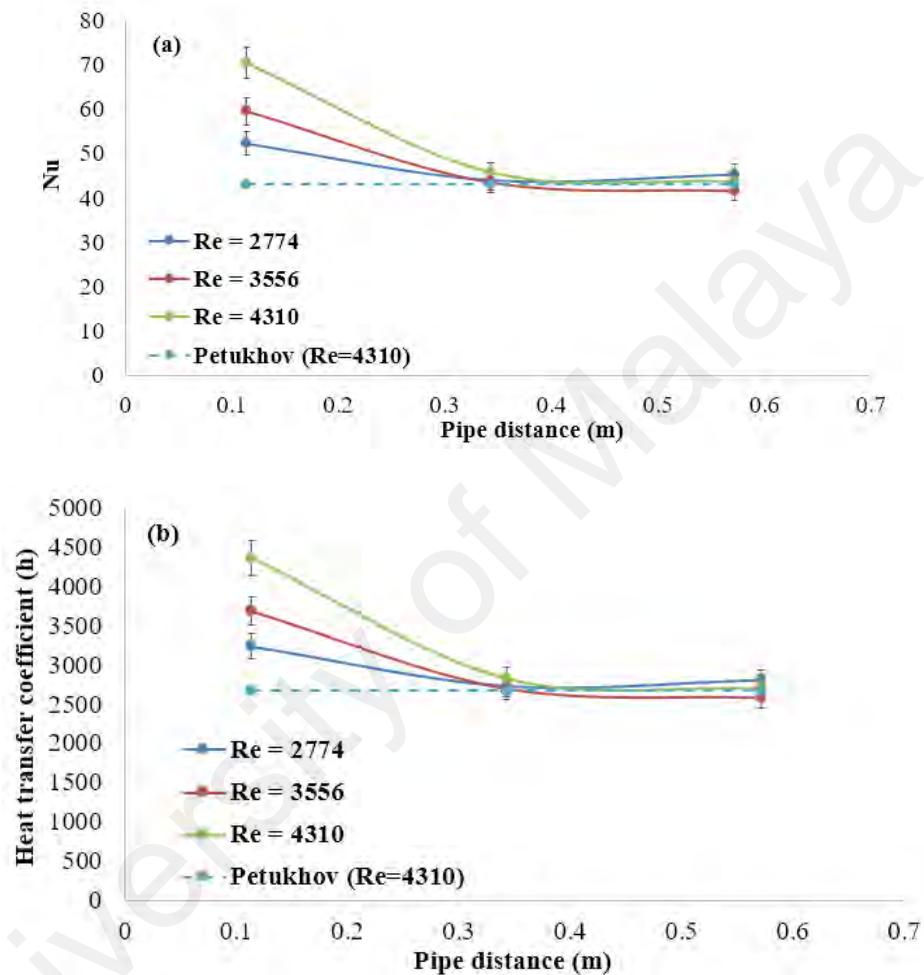 (a)
80
70
60
50
40
30
20
10
0
Nu
Re = 2774
Re = 3556
Re = 4310
Petukhov (Re=4310)
0 0.1 0.2 0.3 0.4 0.5 0.6 0.7
Pipe distance (m)
(b)
5000
4500
4000
3500
3000
2500
2000
1500
1000
500
0
Heat transfer coefficient (h)
Re = 2774
Re = 3556
Re = 4310
Petukhov (Re=4310)
0 0.1 0.2 0.3 0.4 0.5 0.6 0.7
Pipe distance (m)
iversity of Malaya